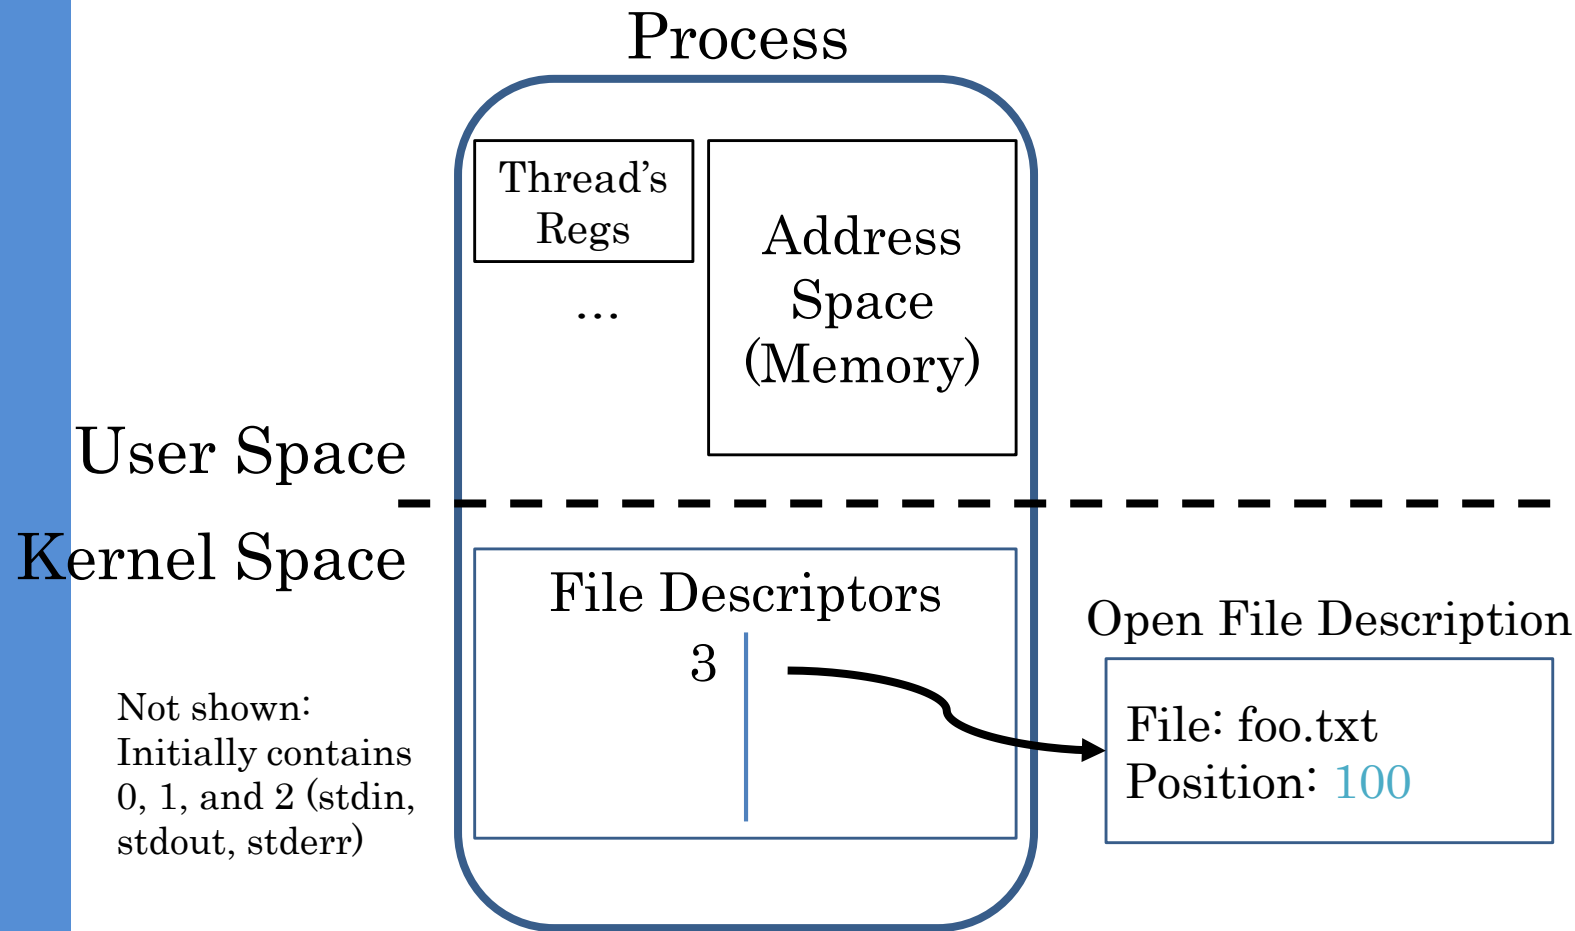 Process
Thread’s
Regs
...
Address
Space
(Memory)
User Space
Kernel Space
File Descriptors
3
Open File Description
File: foo.txt
Position: 100
Not shown:
Initially contains
0, 1, and 2 (stdin,
stdout, stderr)